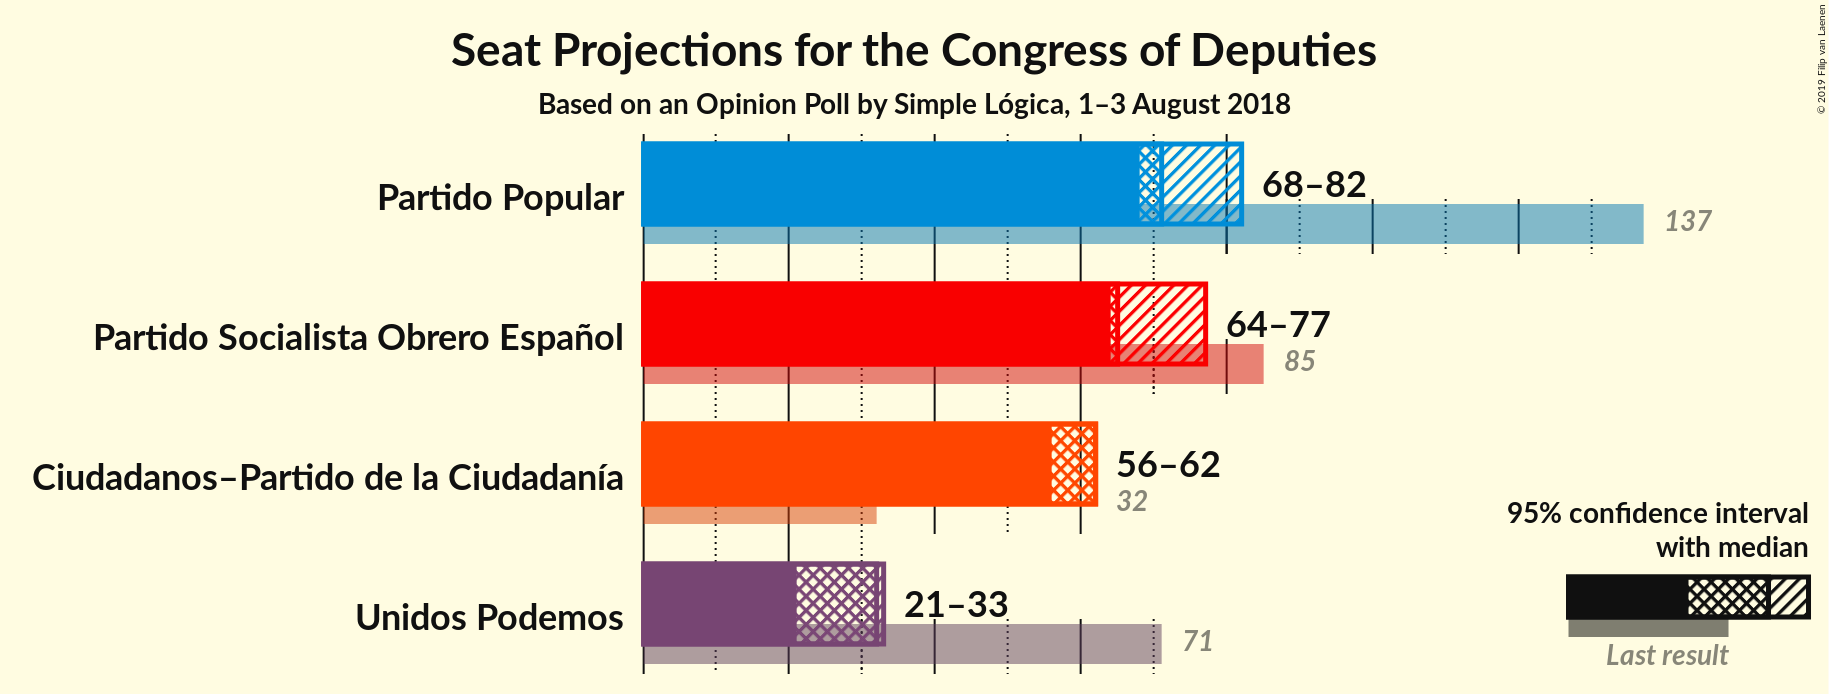 Seat Projections for the Congress of Deputies
Based on an Opinion Poll by Simple Lógica, 1–3 August 2018
© 2019 Filip van Laenen
Partido Popular
68–82
137
Partido Socialista Obrero Español
64–77
85
Ciudadanos–Partido de la Ciudadanía
56–62
32
Unidos Podemos
21–33
71
95% confidence interval
with median
Last result